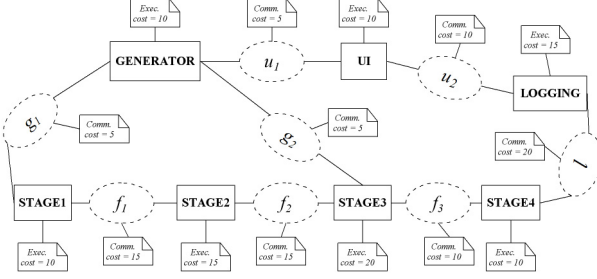 Exec.
cost = 10
Comm.
cost = 5
Exec.
cost = 10
Comm.
cost = 10
Exec.
cost = 15
GENERATOR
u1
UI
u2
LOGGING
g1
Comm.
cost = 5
g2
Comm.
cost = 5
Comm.
cost = 20
l
STAGE1
f1
STAGE2
f2
STAGE3
f3
STAGE4
Exec.
cost = 10
Comm.
cost = 15
Exec.
cost = 15
Comm.
cost = 15
Exec.
cost = 20
Comm.
cost = 10
Exec.
cost = 10